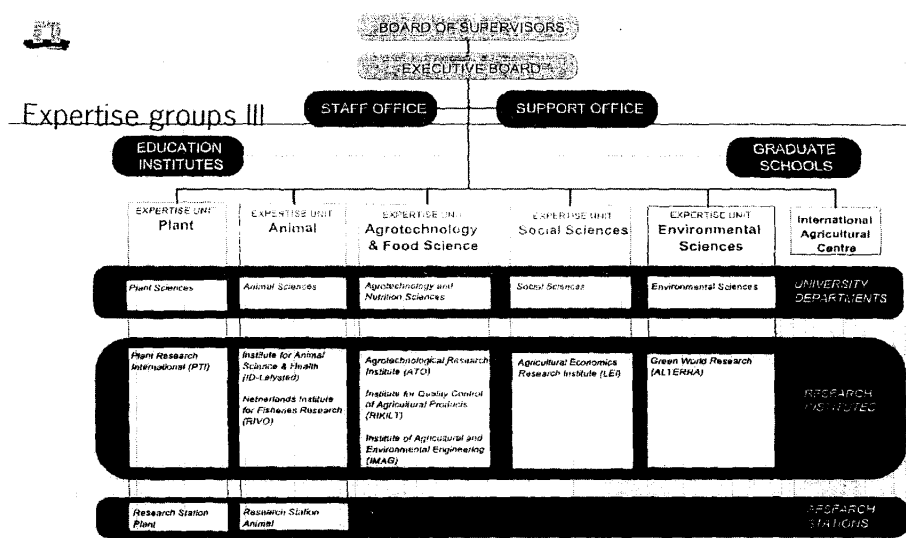 BOARD OF SUPERVISORS
EXECUTIVE BOARD
Expertise groups III
STAFF OFFICE
SUPPORT OFFICE
EDUCATION
INSTITUTES
GRADUATE
SCHOOLS
EXPERTISE UNIT
Plant
EXPERTISE UNIT
Animal
EXPERTISE UNIT
Agrotechnology
& Food Science
EXPERTISE UNIT
Social Sciences
EXPERTISE UNIT
Environmental
Sciences
International
Agricultural
Centre
Plant Sciences
Animal Sciences
Agrotechnology and
Nutrition Sciences
Social Sciences
Environmental Sciences
UNIVERSITY
DEPARTMENTS
Plant Research
International (PTI)
Institute for Animal
Science & Health
(ID-Lelysted)
Netherlands Institute
for Fisheries Research
(RIVO)
Agrotechnological Research
Institute (ATO)
Institute for Quality Control
of Agricultural Products
(RIKILT)
Institute of Agricultural and
Environmental Engineering
(IMAG)
Agricultural Economics
Research Institute (LEI)
Green World Research
(ALTERRA)
RESEARCH
INSTITUTES
Research Station
Plant
Research Station
Animal
RESEARCH
STATIONS